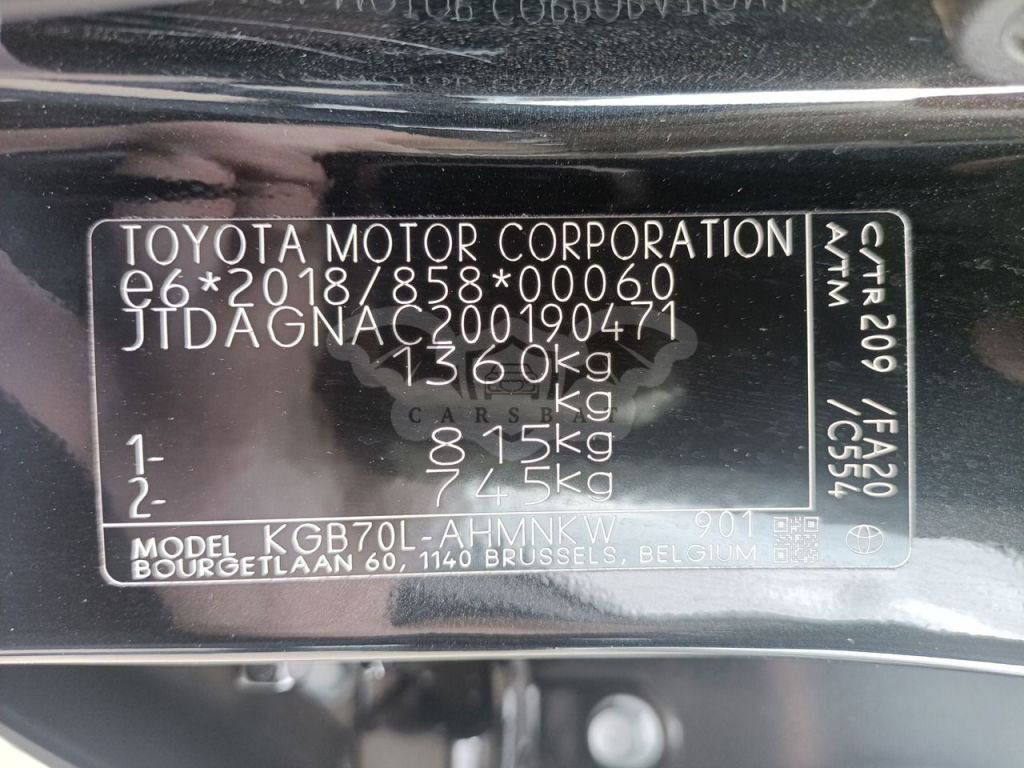 TOYOTA MOTOR CORPORATION
e6*2018/858*00060
JTDAGNAC200190471
1360kg
kg
1- 815kg
2- 745kg
MODEL KGB70L-AHMNKW 901
BOURGETLAAN 60, 1140 BRUSSELS, BELGIUM
C/TR 209 /FA20
A/TM /C554
CARSBAT